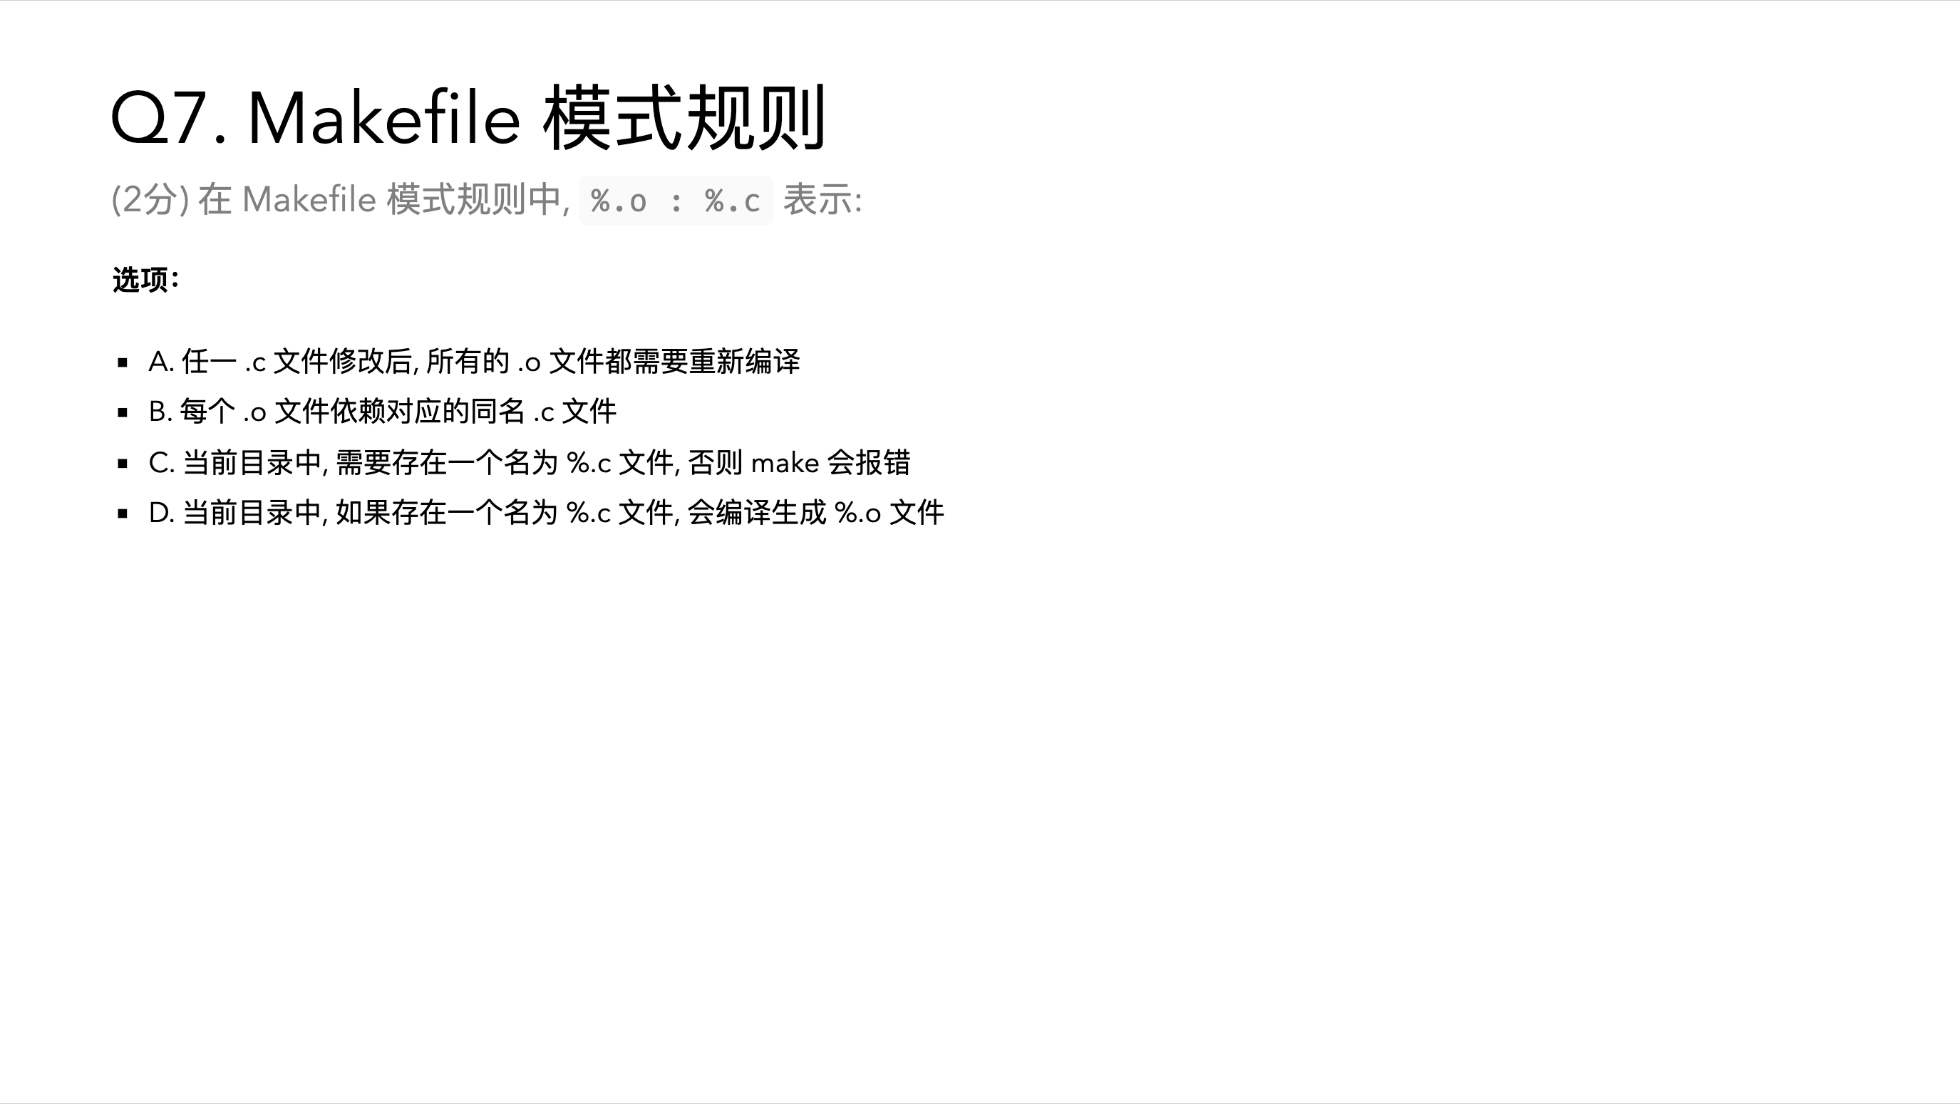 Q7. Makefile 模式规则
(2分) 在 Makefile 模式规则中, %.o : %.c 表示:
选项：
▪ A. 任一 .c 文件修改后, 所有的 .o 文件都需要重新编译
▪ B. 每个 .o 文件依赖对应的同名 .c 文件
▪ C. 当前目录中, 需要存在一个名为 %.c 文件, 否则 make 会报错
▪ D. 当前目录中, 如果存在一个名为 %.c 文件, 会编译生成 %.o 文件